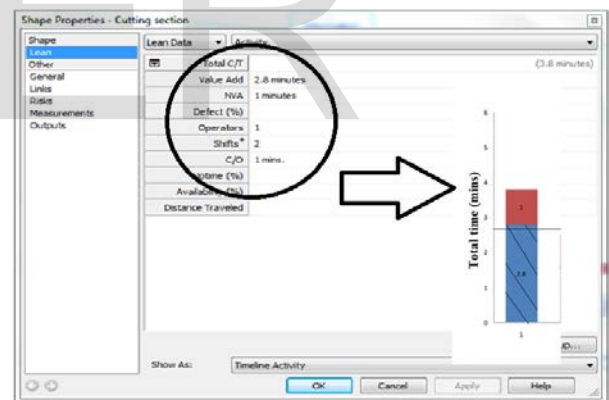 Shape Properties - Cutting section
Shape
Lean
Other
General
Links
Risks
Measurements
Outputs
Lean Data Activity
Total C/T (3.8 minutes)
Value Add 2.8 minutes
NVA 1 minutes
Defect (%)
Operators 1
Shifts* 2
C/O 1 mins.
Uptime (%)
Availability (%)
Distance Traveled
Total time (mins)
6
5
4
3
2
1
0
1
2.8
1
Show As: Timeline Activity
OK Cancel Apply Help